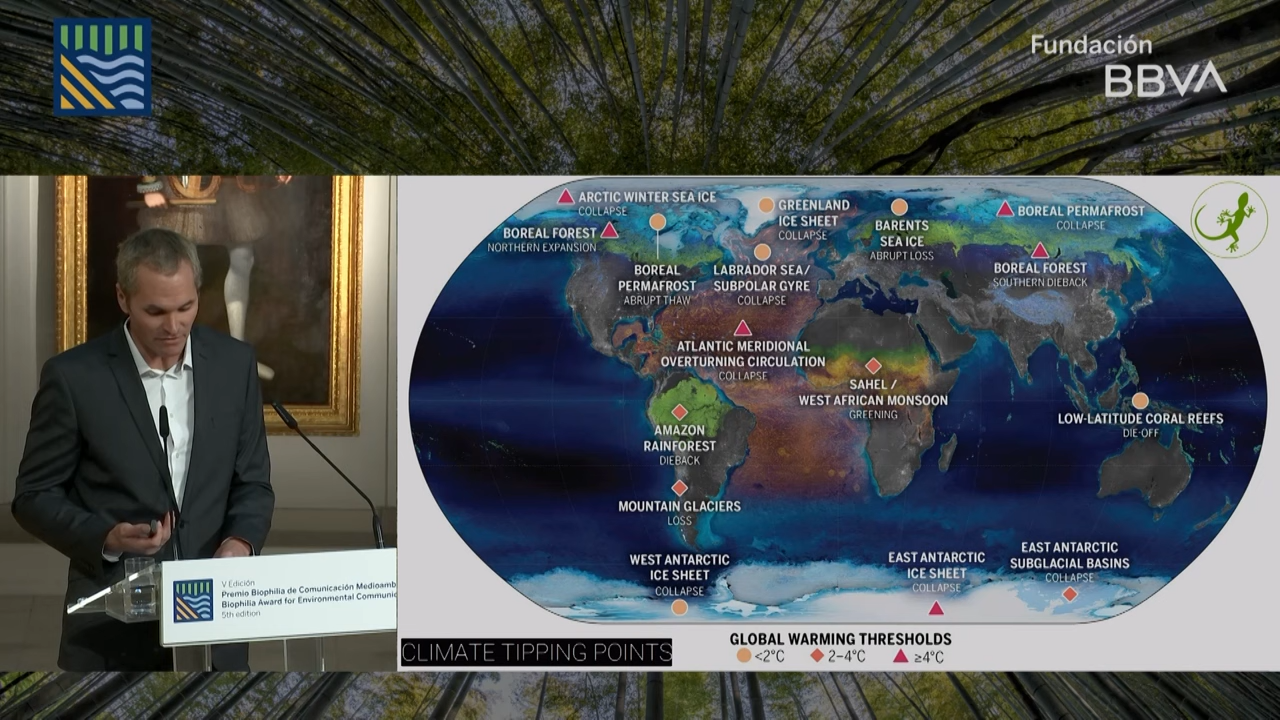 Fundación
BBVA
ARCTIC WINTER SEA ICE
COLLAPSE
BOREAL FOREST
NORTHERN EXPANSION
GREENLAND
ICE SHEET
COLLAPSE
BARENTS
SEA ICE
ABRUPT LOSS
BOREAL PERMAFROST
COLLAPSE
BOREAL
PERMAFROST
ABRUPT THAW
LABRADOR SEA/
SUBPOLAR GYRE
COLLAPSE
BOREAL FOREST
SOUTHERN DIEBACK
ATLANTIC MERIDIONAL
OVERTURNING CIRCULATION
COLLAPSE
SAHEL /
WEST AFRICAN MONSOON
GREENING
LOW-LATITUDE CORAL REEFS
DIE-OFF
AMAZON
RAINFOREST
DIEBACK
MOUNTAIN GLACIERS
LOSS
WEST ANTARCTIC
ICE SHEET
COLLAPSE
EAST ANTARCTIC
ICE SHEET
COLLAPSE
EAST ANTARCTIC
SUBGLACIAL BASINS
COLLAPSE
CLIMATE TIPPING POINTS
GLOBAL WARMING THRESHOLDS
<2°C 2–4°C ≥4°C
V Edición
Premio Biophilia de Comunicación Medioamb
Biophilia Award for Environmental Communic
5th edition